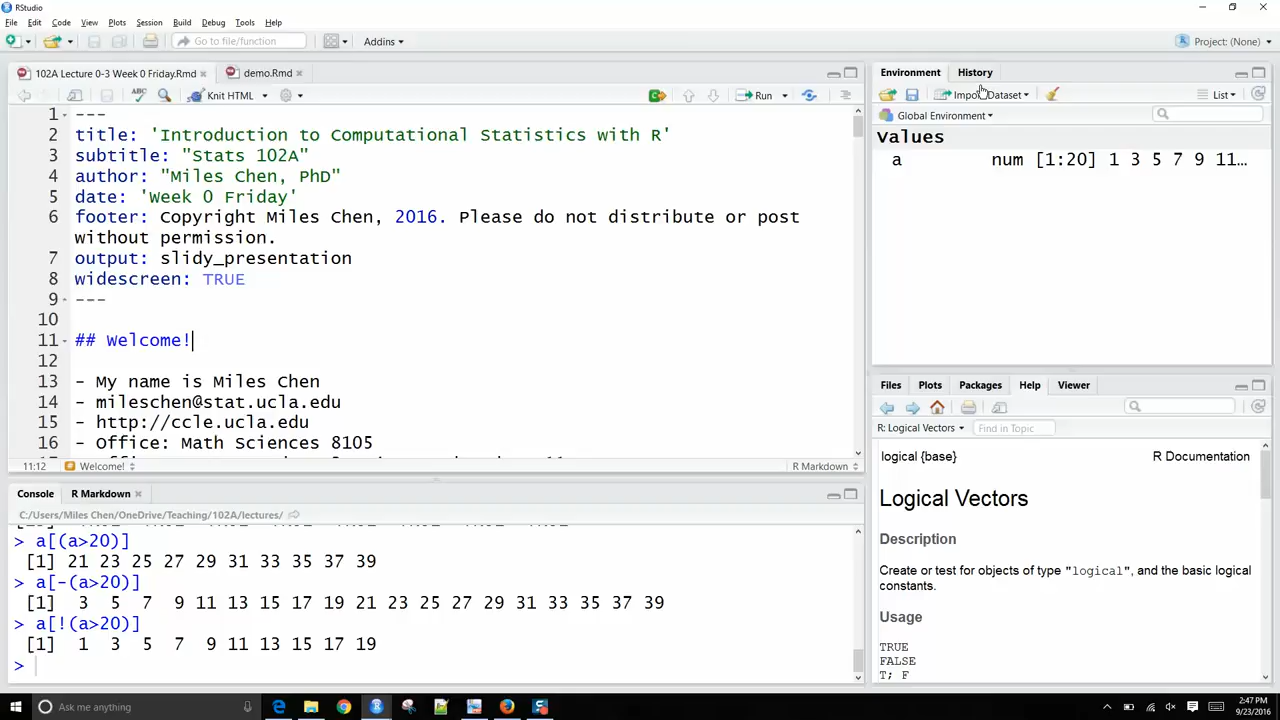 RStudio
File Edit Code View Plots Session Build Debug Tools Help
Go to file/function
Addins
Project: (None)
102A Lecture 0-3 Week 0 Friday.Rmd
demo.Rmd
ABC
Knit HTML
Run
1 ---
2 title: 'Introduction to Computational Statistics with R'
3 subtitle: "Stats 102A"
4 author: "Miles Chen, PhD"
5 date: 'Week 0 Friday'
6 footer: Copyright Miles Chen, 2016. Please do not distribute or post
without permission.
7 output: slidy_presentation
8 widescreen: TRUE
9 ---
10
11 ## Welcome!
12
13 - My name is Miles Chen
14 - mileschen@stat.ucla.edu
15 - http://ccle.ucla.edu
16 - Office: Math Sciences 8105
11:12 Welcome! R Markdown
Console R Markdown
C:/Users/Miles Chen/OneDrive/Teaching/102A/lectures/
> a[(a>20)]
[1] 21 23 25 27 29 31 33 35 37 39
> a[-(a>20)]
[1] 3 5 7 9 11 13 15 17 19 21 23 25 27 29 31 33 35 37 39
> a[!(a>20)]
[1] 1 3 5 7 9 11 13 15 17 19
>
Environment History
Import Dataset
List
Global Environment
Values
a num [1:20] 1 3 5 7 9 11…
Files Plots Packages Help Viewer
R: Logical Vectors
Find in Topic
logical {base} R Documentation
Logical Vectors
Description
Create or test for objects of type "logical", and the basic logical
constants.
Usage
TRUE
FALSE
T; F
Ask me anything
2:47 PM
9/23/2016